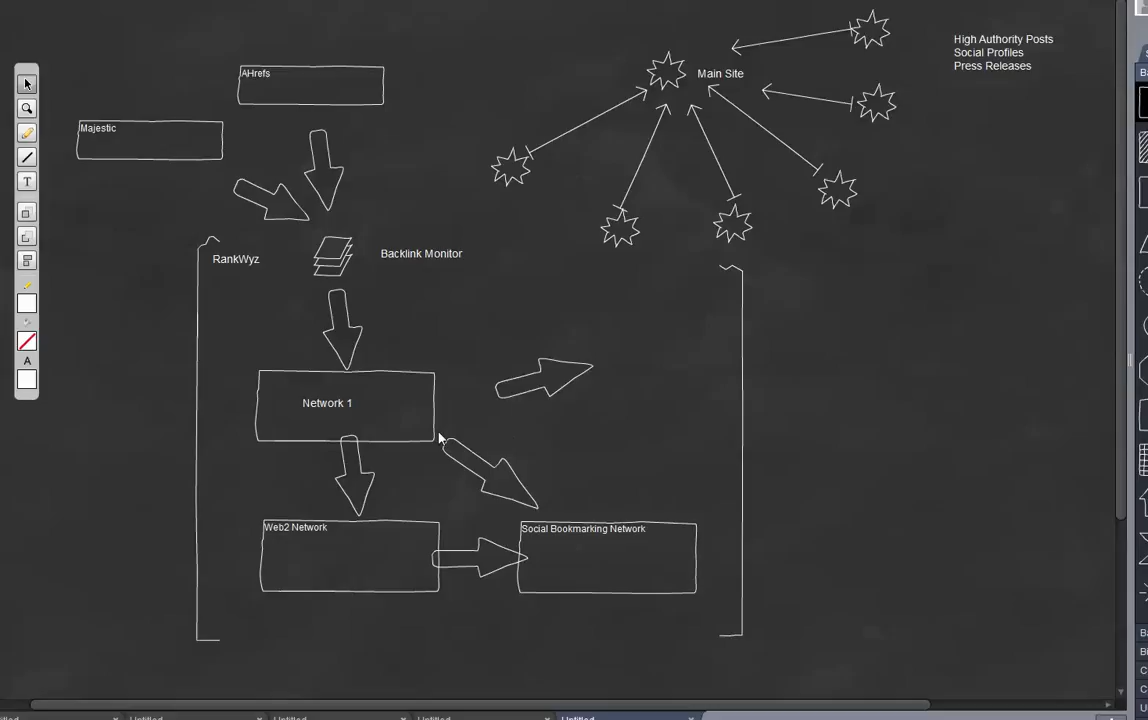 High Authority Posts
Social Profiles
Press Releases
Main Site
AHrefs
Majestic
RankWyz
Backlink Monitor
Network 1
Web2 Network
Social Bookmarking Network
T
A